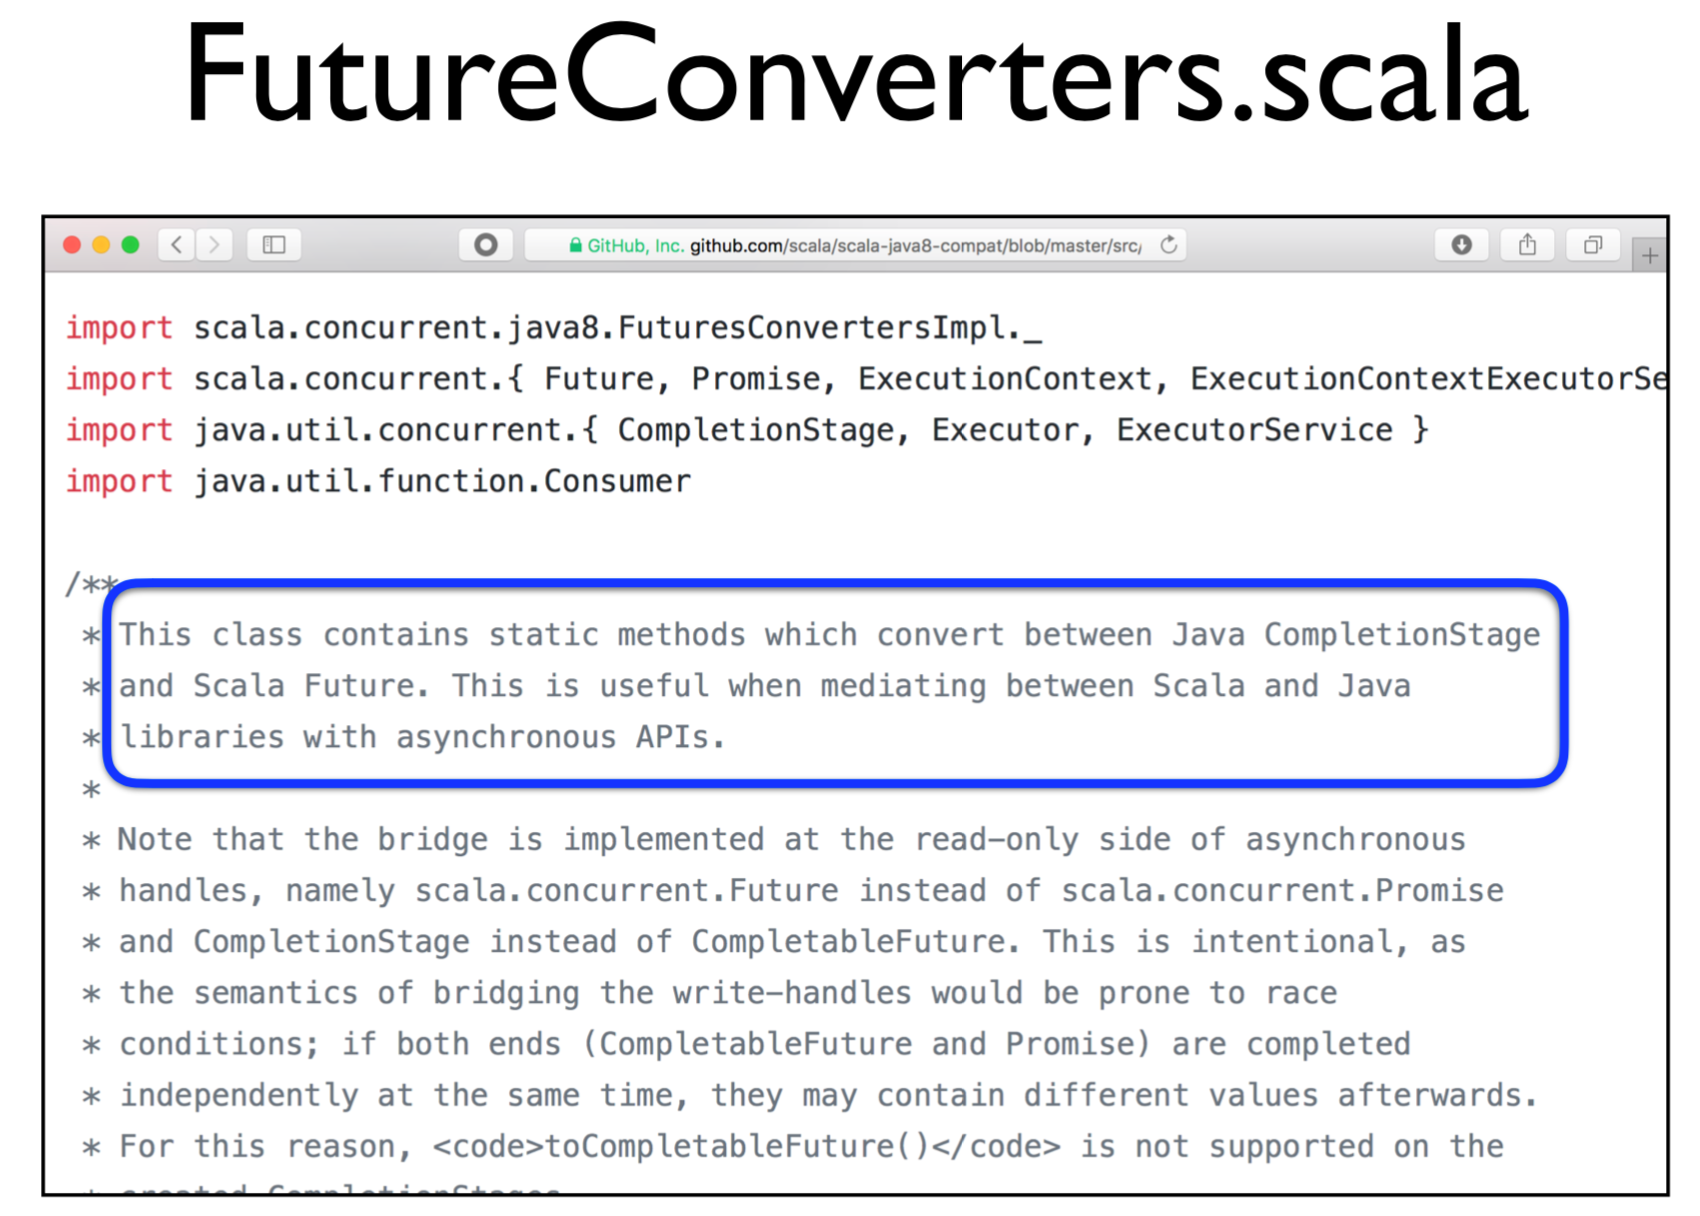 FutureConverters.scala
GitHub, Inc. github.com/scala/scala-java8-compat/blob/master/src/
import scala.concurrent.java8.FuturesConvertersImpl._
import scala.concurrent.{ Future, Promise, ExecutionContext, ExecutionContextExecutorSe
import java.util.concurrent.{ CompletionStage, Executor, ExecutorService }
import java.util.function.Consumer
/**
* This class contains static methods which convert between Java CompletionStage
* and Scala Future. This is useful when mediating between Scala and Java
* libraries with asynchronous APIs.
*
* Note that the bridge is implemented at the read-only side of asynchronous
* handles, namely scala.concurrent.Future instead of scala.concurrent.Promise
* and CompletionStage instead of CompletableFuture. This is intentional, as
* the semantics of bridging the write-handles would be prone to race
* conditions; if both ends (CompletableFuture and Promise) are completed
* independently at the same time, they may contain different values afterwards.
* For this reason, <code>toCompletableFuture()</code> is not supported on the
* created CompletionStages